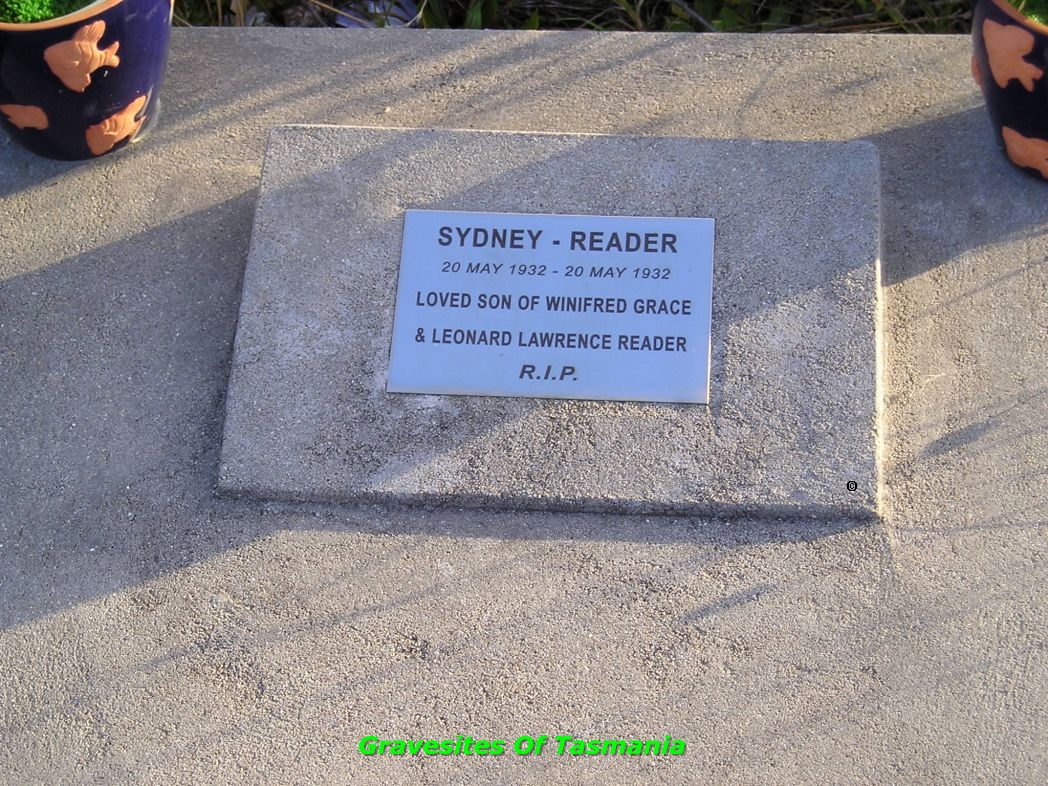 SYDNEY - READER
20 MAY 1932 - 20 MAY 1932
LOVED SON OF WINIFRED GRACE
& LEONARD LAWRENCE READER
R.I.P.
©
Gravesites Of Tasmania